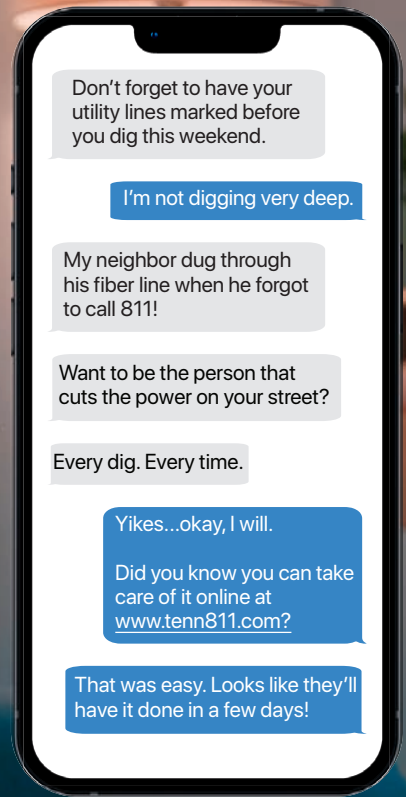 Don't forget to have your
utility lines marked before
you dig this weekend.
I'm not digging very deep.
My neighbor dug through
his fiber line when he forgot
to call 811!
Want to be the person that
cuts the power on your street?
Every dig. Every time.
Yikes...okay, I will.
Did you know you can take
care of it online at
www.tenn811.com?
That was easy. Looks like they'll
have it done in a few days!